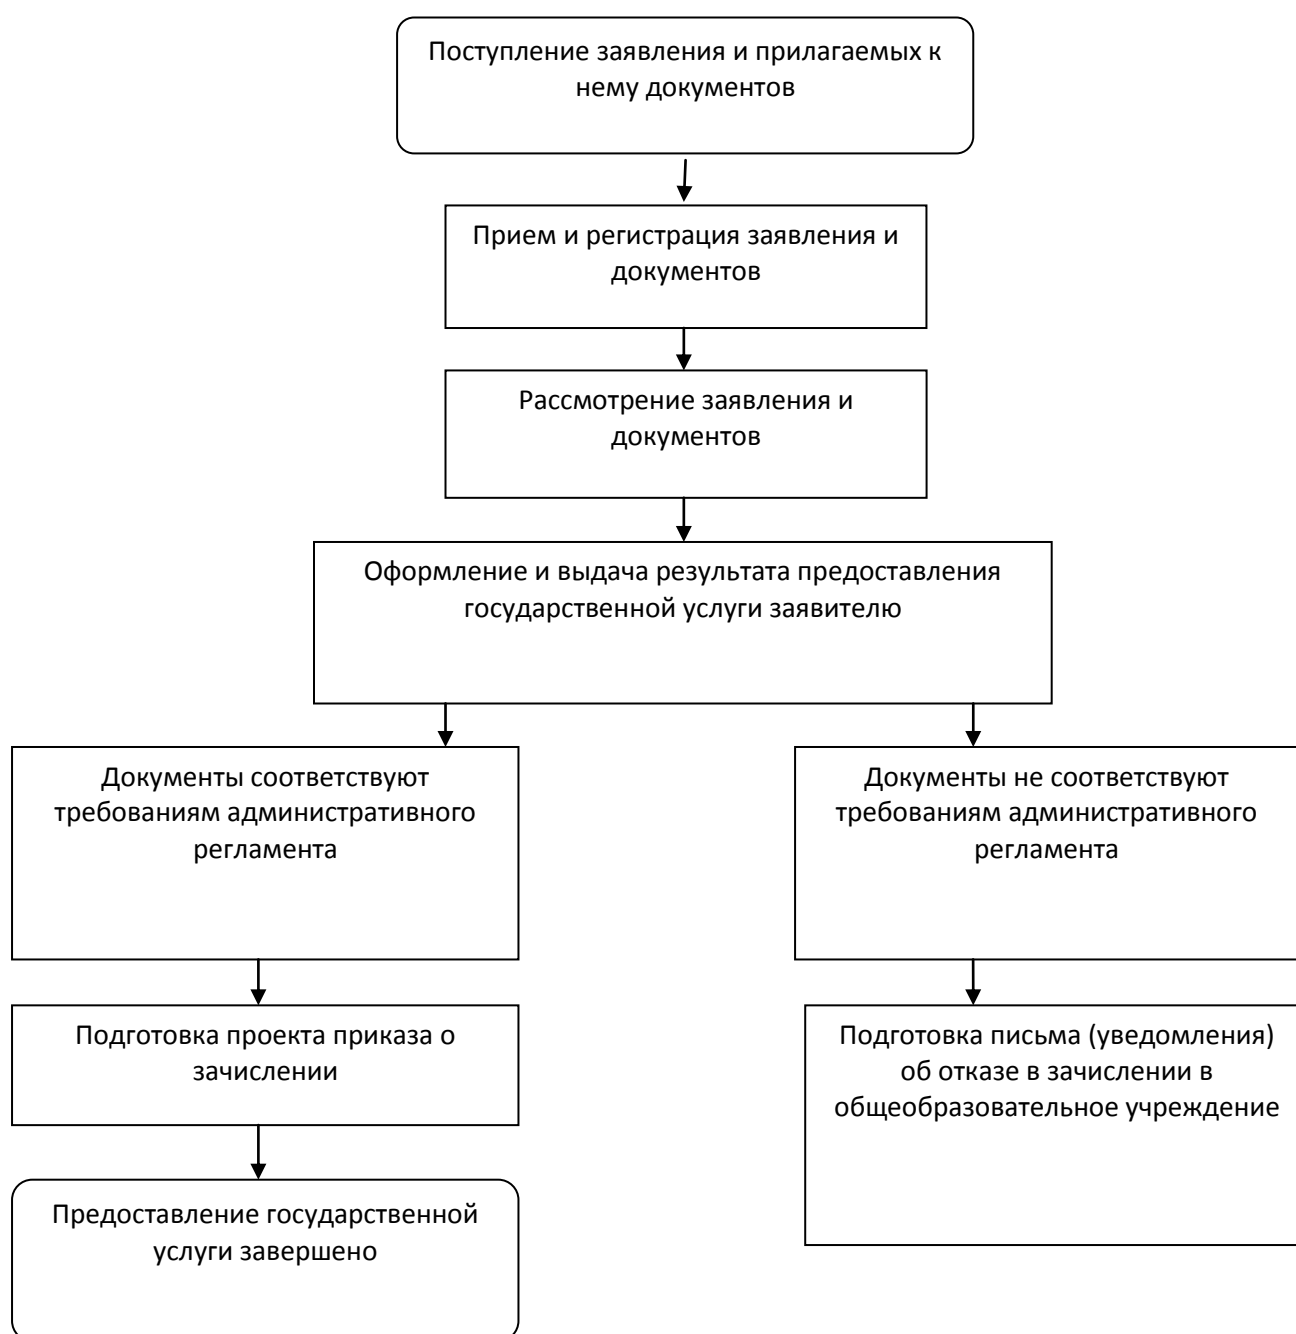 Поступление заявления и прилагаемых к
нему документов
Прием и регистрация заявления и
документов
Рассмотрение заявления и
документов
Оформление и выдача результата предоставления
государственной услуги заявителю
Документы соответствуют
требованиям административного
регламента
Документы не соответствуют
требованиям административного
регламента
Подготовка проекта приказа о
зачислении
Подготовка письма (уведомления)
об отказе в зачислении в
общеобразовательное учреждение
Предоставление государственной
услуги завершено